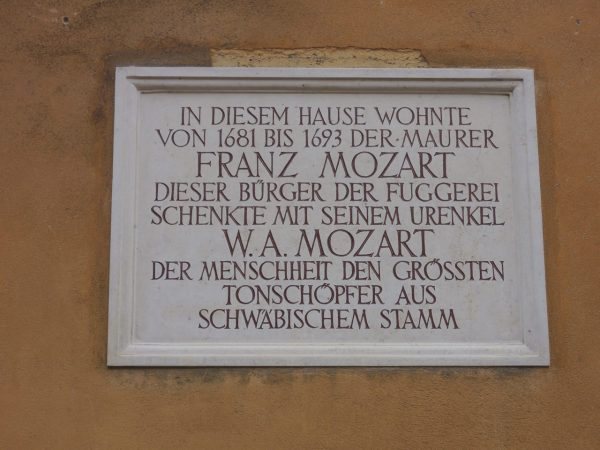 IN DIESEM HAUSE WOHNTE
VON 1681 BIS 1693 DER·MAURER
FRANZ MOZART
DIESER BÜRGER DER FUGGEREI
SCHENKTE MIT SEINEM URENKEL
W.A. MOZART
DER MENSCHHEIT DEN GRÖSSTEN
TONSCHÖPFER AUS
SCHWÄBISCHEM STAMM